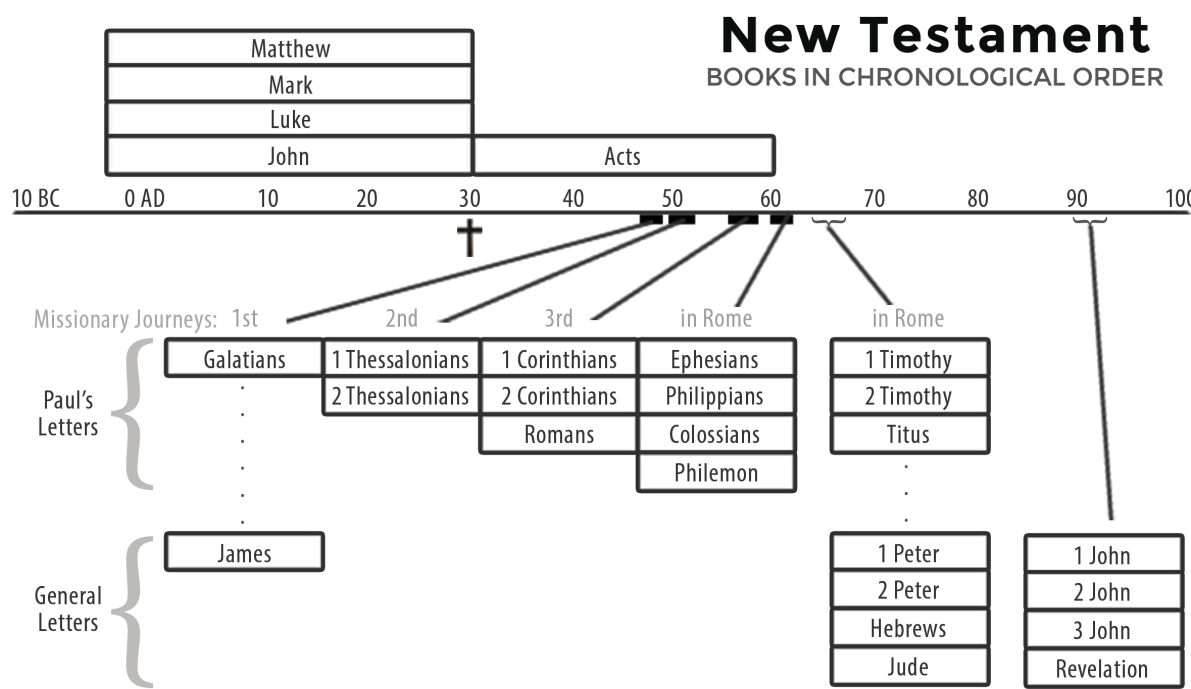 New Testament
BOOKS IN CHRONOLOGICAL ORDER
Matthew
Mark
Luke
John
Acts
10 BC
0 AD
10
20
30
40
50
60
70
80
90
100
Missionary Journeys:
1st
2nd
3rd
in Rome
in Rome
Paul's
Letters
Galatians
1 Thessalonians
2 Thessalonians
1 Corinthians
2 Corinthians
Romans
Ephesians
Philippians
Colossians
Philemon
1 Timothy
2 Timothy
Titus
General
Letters
James
1 Peter
2 Peter
Hebrews
Jude
1 John
2 John
3 John
Revelation